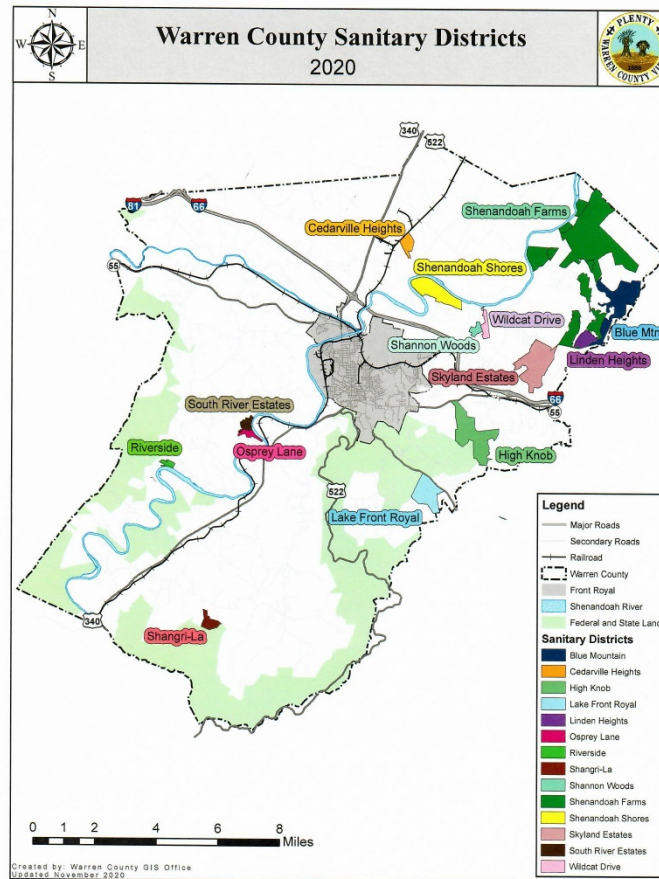 N
W
E
S
Warren County Sanitary Districts
2020
PLENTY
WARREN COUNTY
1836
340
522
81
66
Shenandoah Farms
Cedarville Heights
55
Shenandoah Shores
Wildcat Drive
Blue Mtn
Shannon Woods
Linden Heights
Skyland Estates
66
55
South River Estates
Osprey Lane
Riverside
High Knob
522
Lake Front Royal
340
Shangri-La
Legend
Major Roads
Secondary Roads
Railroad
Warren County
Front Royal
Shenandoah River
Federal and State Land
Sanitary Districts
Blue Mountain
Cedarville Heights
High Knob
Lake Front Royal
Linden Heights
Osprey Lane
Riverside
Shangri-La
Shannon Woods
Shenandoah Farms
Shenandoah Shores
Skyland Estates
South River Estates
Wildcat Drive
0 1 2 4 6 8
Miles
Created by: Warren County GIS Office
Updated November 2020